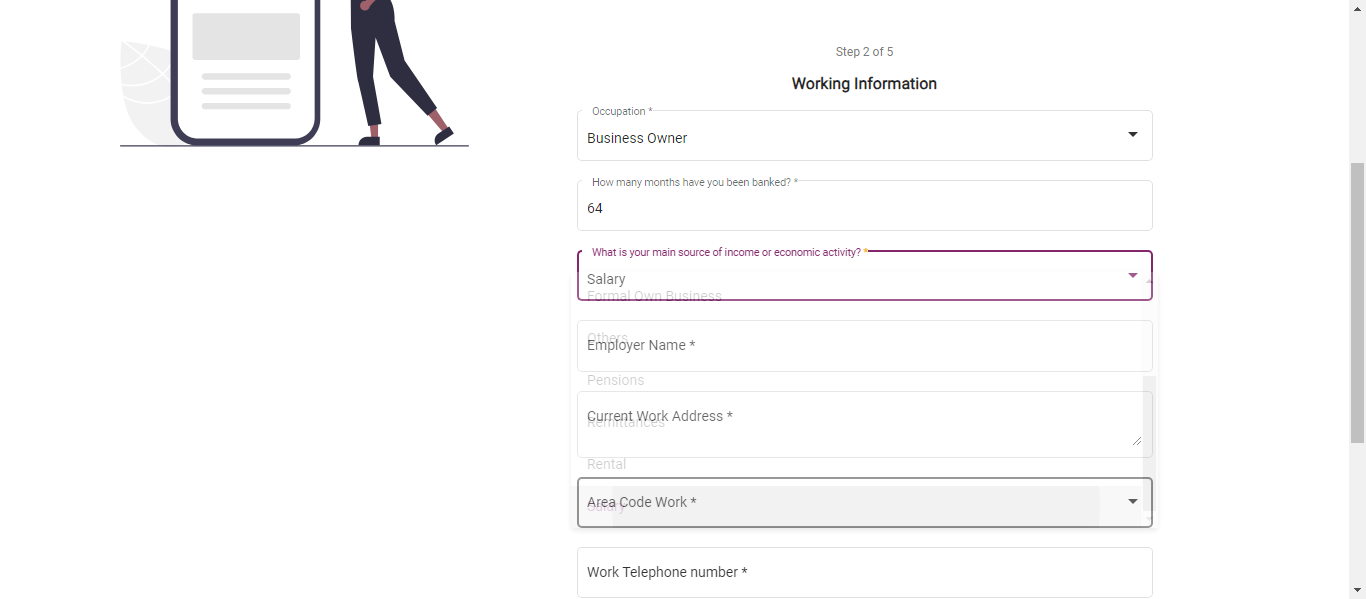 Step 2 of 5
Working Information
Occupation *
Business Owner
How many months have you been banked? *
64
What is your main source of income or economic activity? *
Salary
Formal Own Business
Others
Employer Name *
Pensions
Current Work Address *
Remittances
Rental
Area Code Work *
Salary
Work Telephone number *